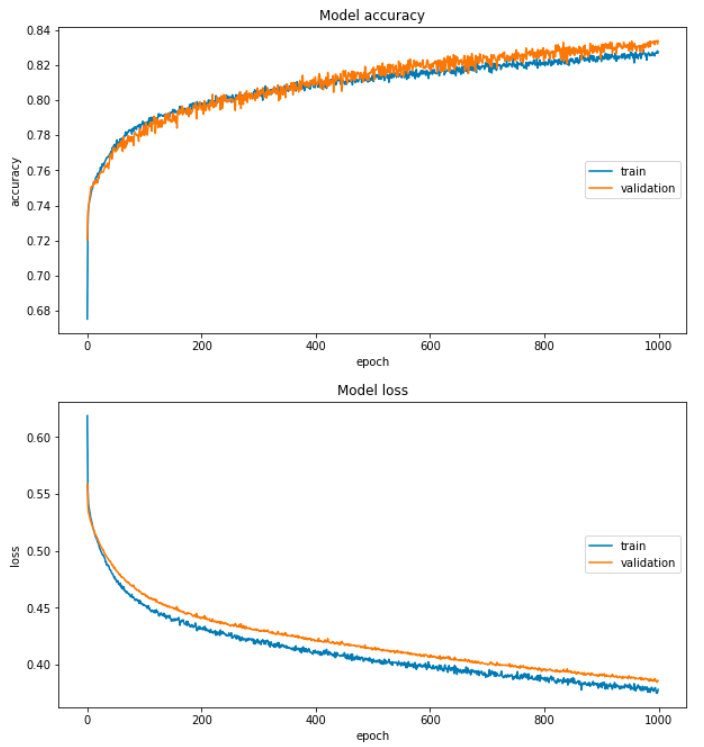 Model accuracy
0.84
0.82
0.80
0.78
0.76
0.74
0.72
0.70
0.68
accuracy
train
validation
0
200
400
600
800
1000
epoch
Model loss
0.60
0.55
0.50
0.45
0.40
loss
train
validation
0
200
400
600
800
1000
epoch